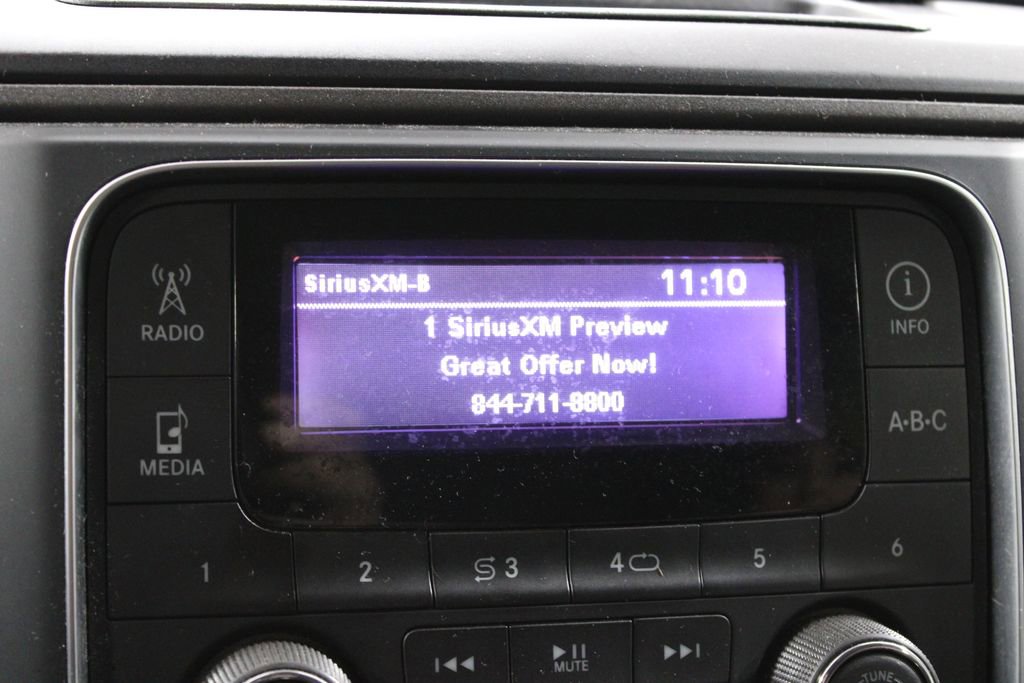 SiriusXM-B 11:10
1 SiriusXM Preview
Great Offer Now!
844-711-8800
RADIO
INFO
MEDIA
A·B·C
1 2 3 4 5 6
MUTE
TUNE